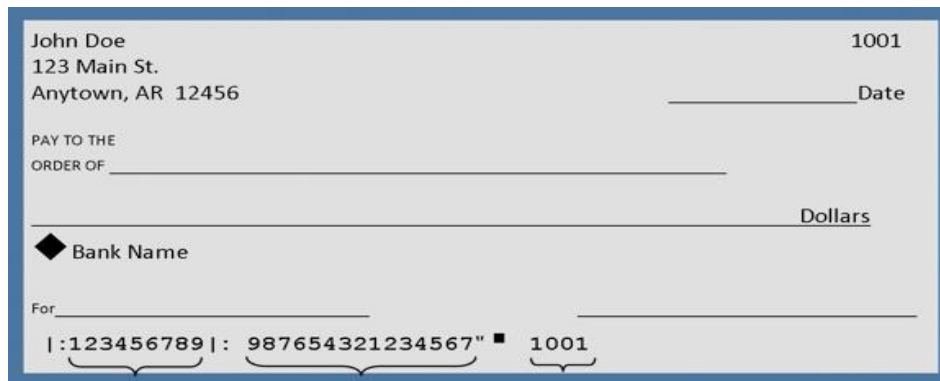 John Doe 1001
123 Main St.
Anytown, AR 12456 Date
PAY TO THE
ORDER OF
Dollars
Bank Name
For
|:123456789|: 987654321234567" ■ 1001